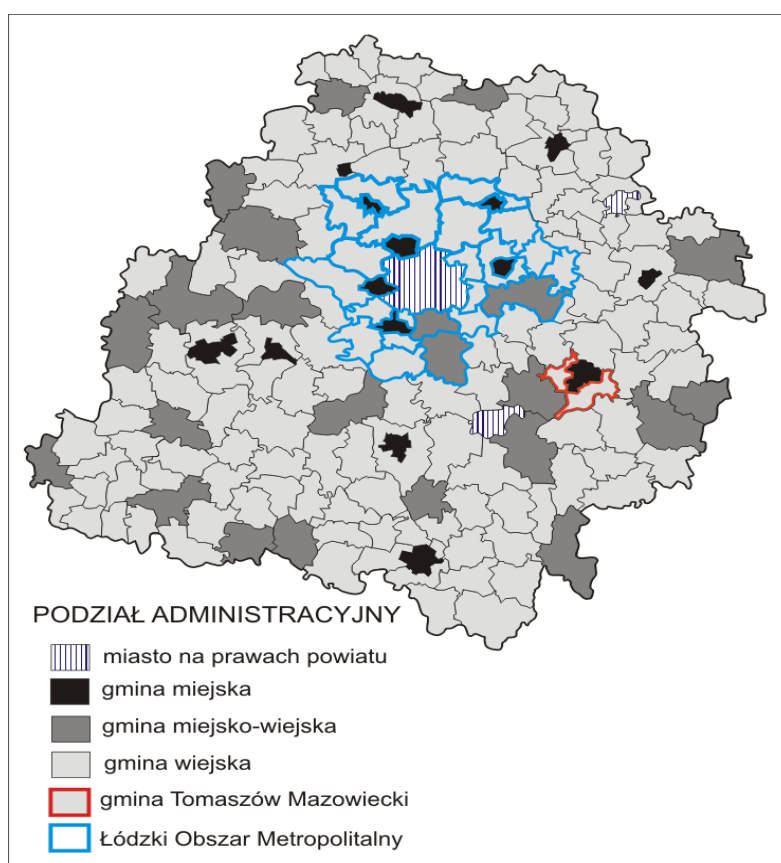 PODZIAŁ ADMINISTRACYJNY
miasto na prawach powiatu
gmina miejska
gmina miejsko-wiejska
gmina wiejska
gmina Tomaszów Mazowiecki
Łódzki Obszar Metropolitalny